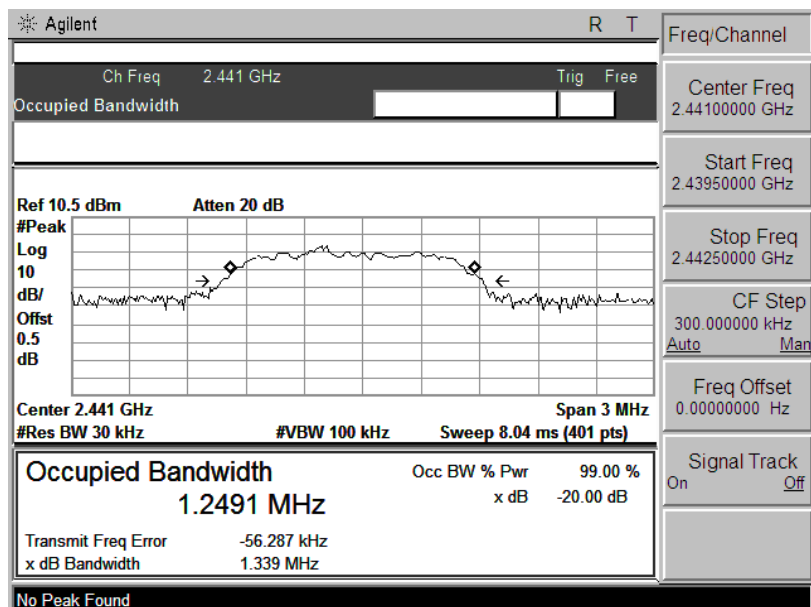 Agilent R T
Freq/Channel
Ch Freq 2.441 GHz Trig Free
Occupied Bandwidth
Center Freq
2.44100000 GHz
Start Freq
2.43950000 GHz
Stop Freq
2.44250000 GHz
CF Step
300.000000 kHz
Auto Man
Freq Offset
0.00000000 Hz
Signal Track
On Off
Ref 10.5 dBm Atten 20 dB
#Peak
Log
10
dB/
Offst
0.5
dB
Center 2.441 GHz Span 3 MHz
#Res BW 30 kHz #VBW 100 kHz Sweep 8.04 ms (401 pts)
Occupied Bandwidth Occ BW % Pwr 99.00 %
1.2491 MHz x dB -20.00 dB
Transmit Freq Error -56.287 kHz
x dB Bandwidth 1.339 MHz
No Peak Found